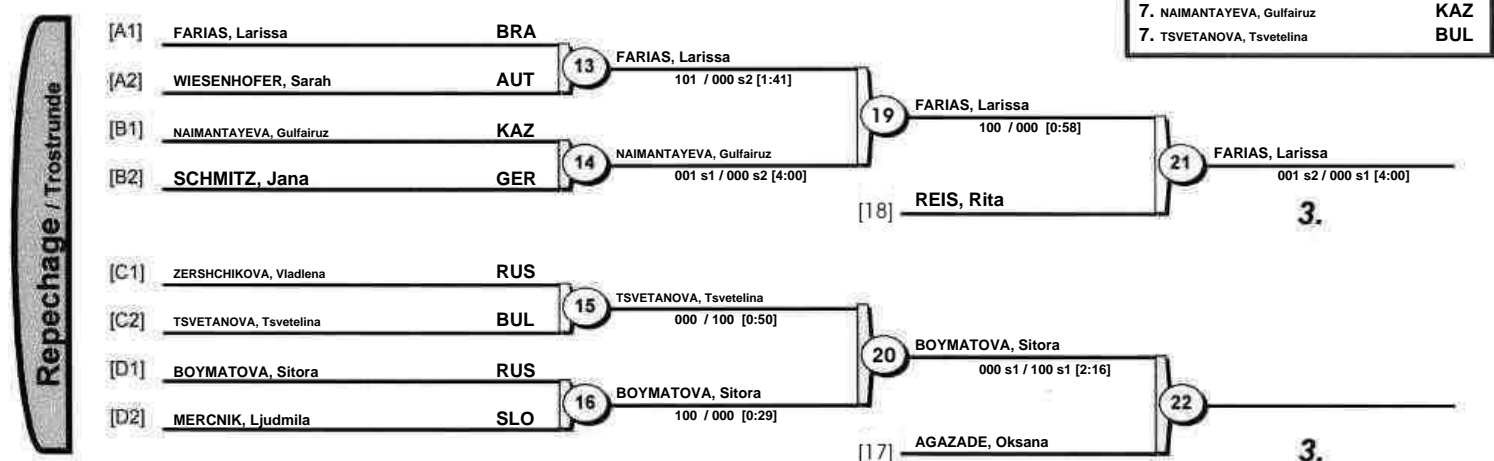 7. NAIMANTAYEVA, Gulfairuz KAZ
7. TSVETANOVA, Tsvetelina BUL
Repechage / Trostrunde
[A1] FARIAS, Larissa BRA
13
FARIAS, Larissa
101 / 000 s2 [1:41]
[A2] WIESENHOFER, Sarah AUT
19
FARIAS, Larissa
100 / 000 [0:58]
[B1] NAIMANTAYEVA, Gulfairuz KAZ
14
NAIMANTAYEVA, Gulfairuz
001 s1 / 000 s2 [4:00]
[B2] SCHMITZ, Jana GER
21
FARIAS, Larissa
001 s2 / 000 s1 [4:00]
[18] REIS, Rita
3.
[C1] ZERSHCHIKOVA, Vladlena RUS
15
TSVETANOVA, Tsvetelina
000 / 100 [0:50]
[C2] TSVETANOVA, Tsvetelina BUL
20
BOYMATOVA, Sitora
000 s1 / 100 s1 [2:16]
[D1] BOYMATOVA, Sitora RUS
16
BOYMATOVA, Sitora
100 / 000 [0:29]
[D2] MERCNIK, Ljudmila SLO
22
[17] AGAZADE, Oksana
3.